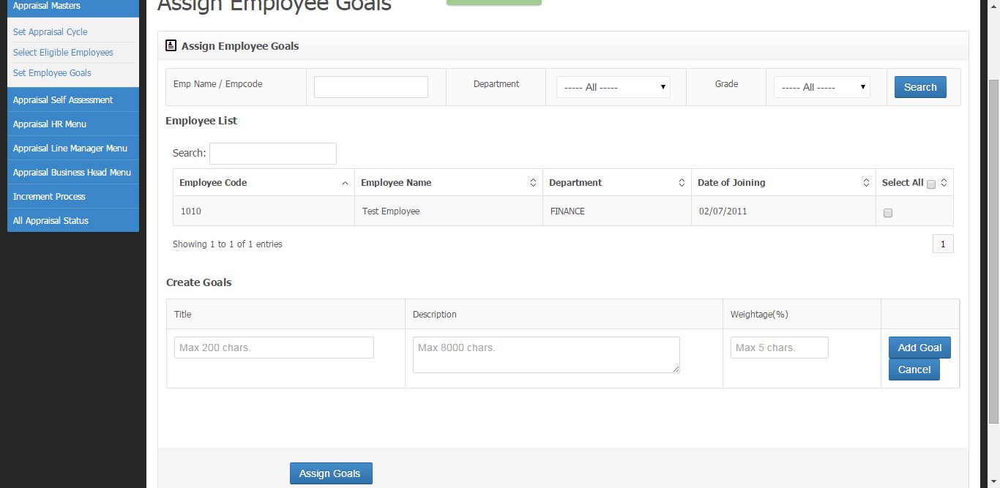 Appraisal Masters
Set Appraisal Cycle
Select Eligible Employees
Set Employee Goals
Appraisal Self Assessment
Appraisal HR Menu
Appraisal Line Manager Menu
Appraisal Business Head Menu
Increment Process
All Appraisal Status
Assign Employee Goals
Assign Employee Goals
Emp Name / Empcode Department ----- All ----- Grade ----- All ----- Search
Employee List
Search:
Employee Code Employee Name Department Date of Joining Select All
1010 Test Employee FINANCE 02/07/2011
Showing 1 to 1 of 1 entries 1
Create Goals
Title Description Weightage(%)
Max 200 chars. Max 8000 chars. Max 5 chars. Add Goal
Cancel
Assign Goals